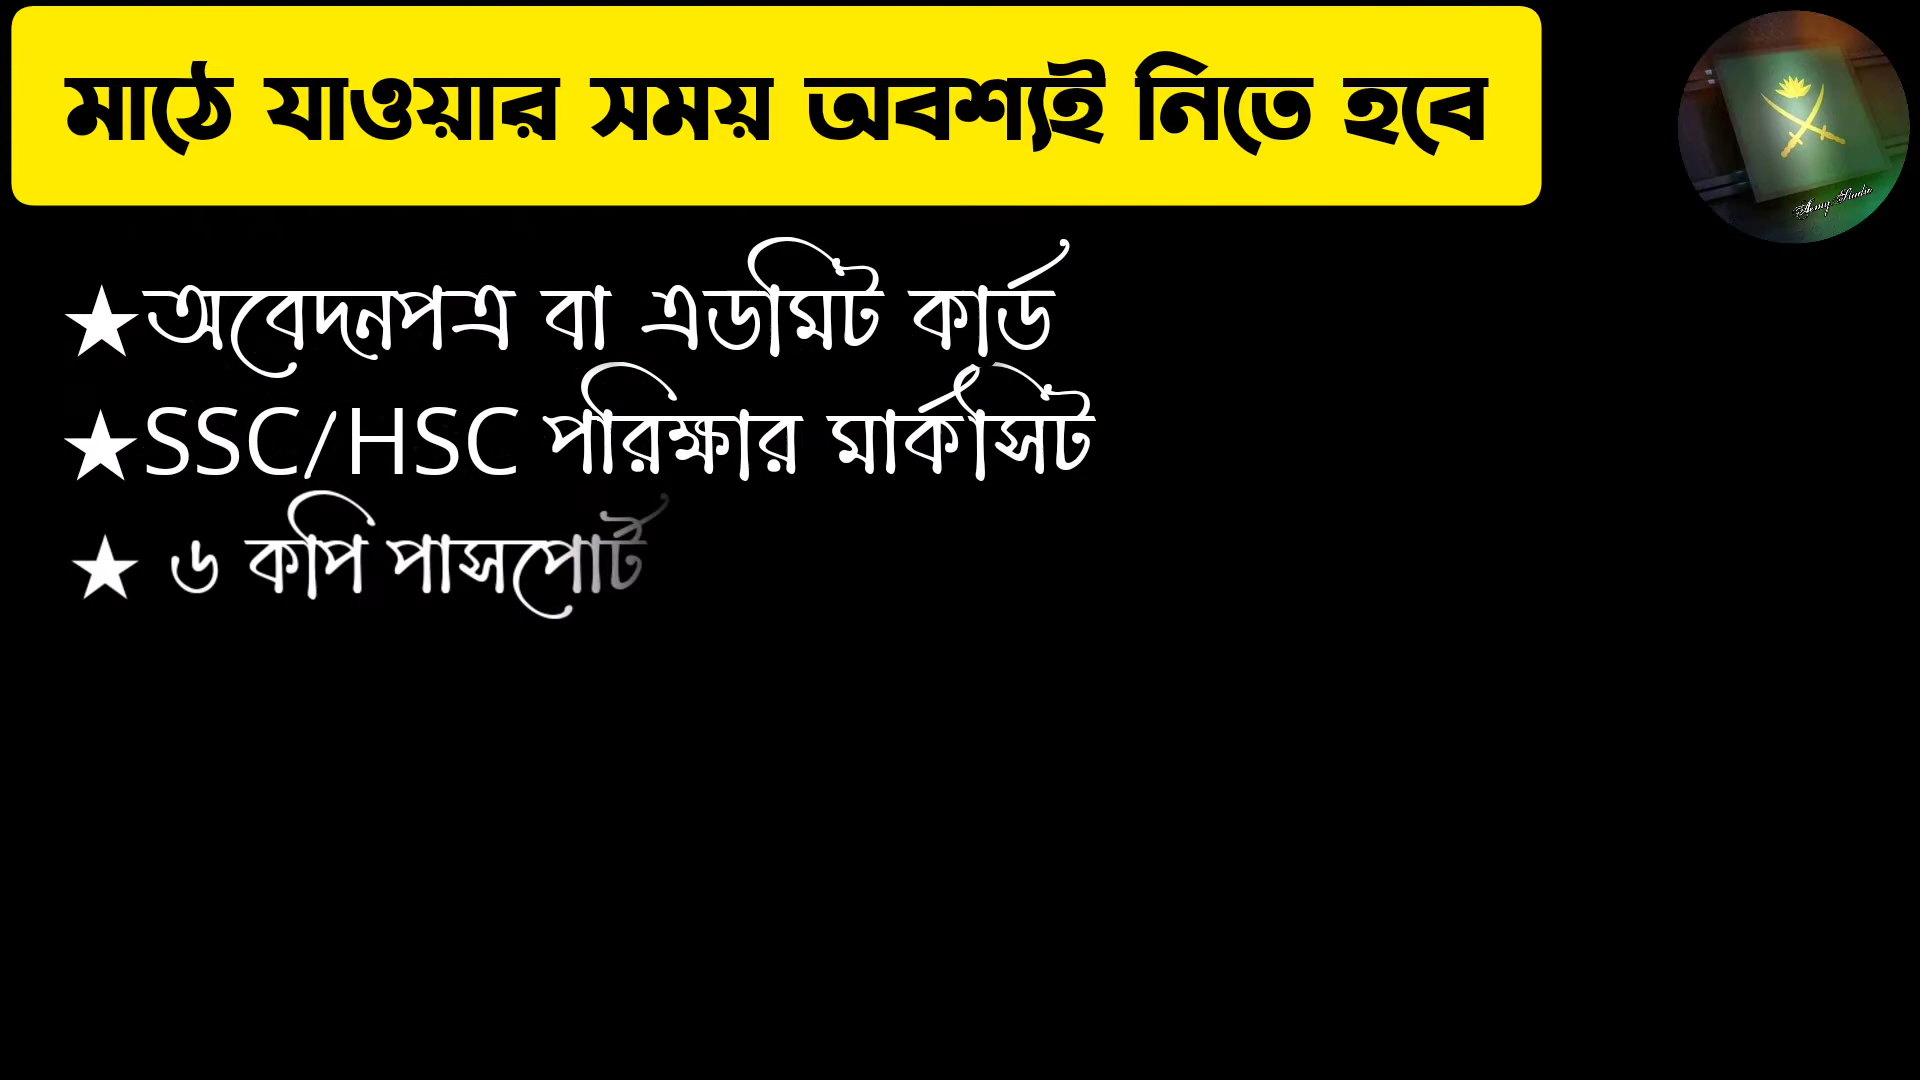 মাঠে যাওয়ার সময় অবশ্যই নিতে হবে
★অবেদনপত্র বা এডমিট কার্ড
★SSC/HSC পরিক্ষার মার্কসিট
★ ৬ কপি পাসপোর্ট